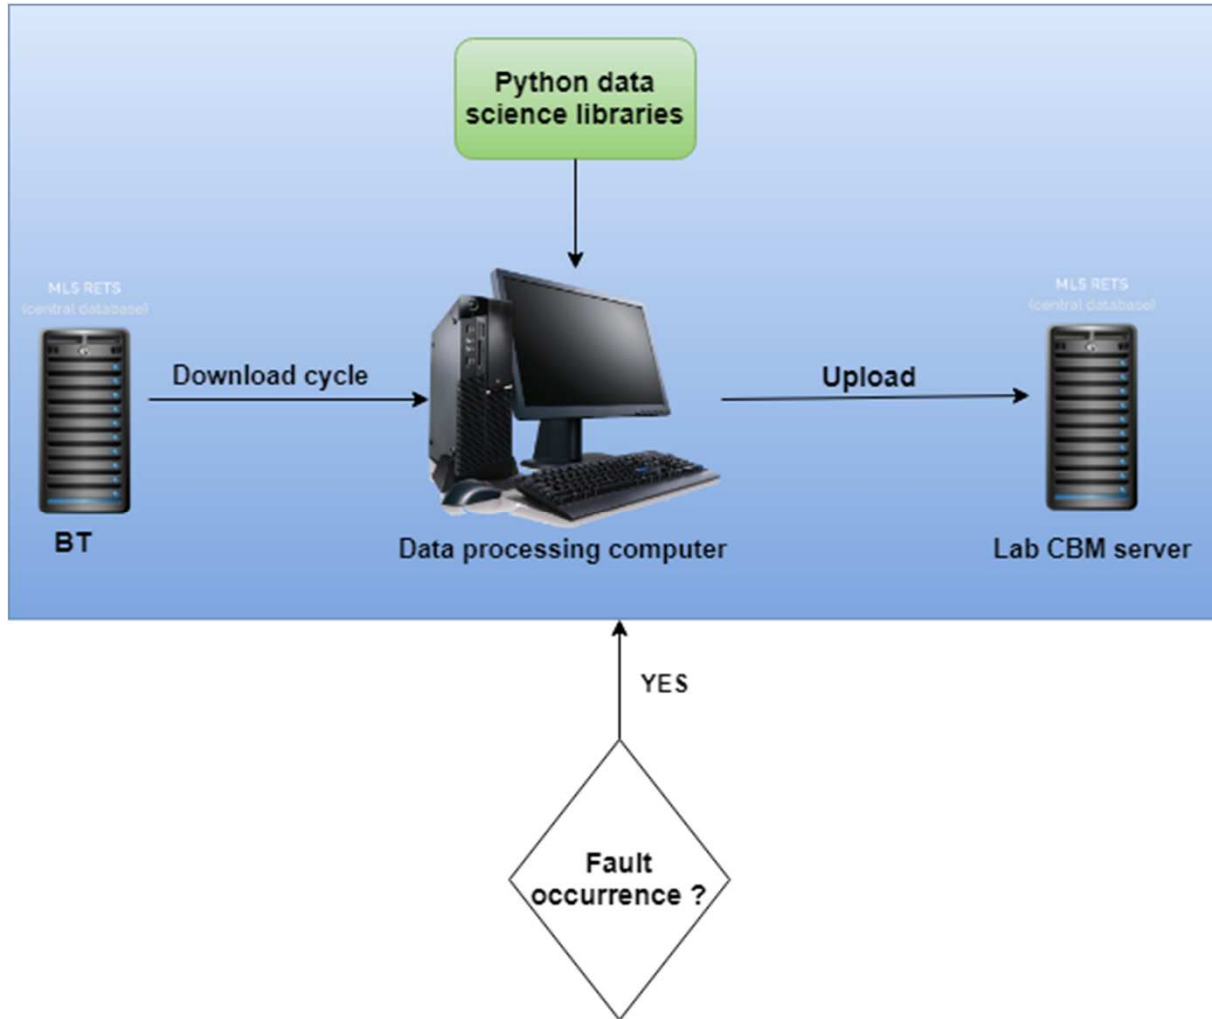 Python data
science libraries
MLS RETS
(central database)
MLS RETS
(central database)
Download cycle
Upload
BT
Data processing computer
Lab CBM server
YES
Fault
occurrence ?